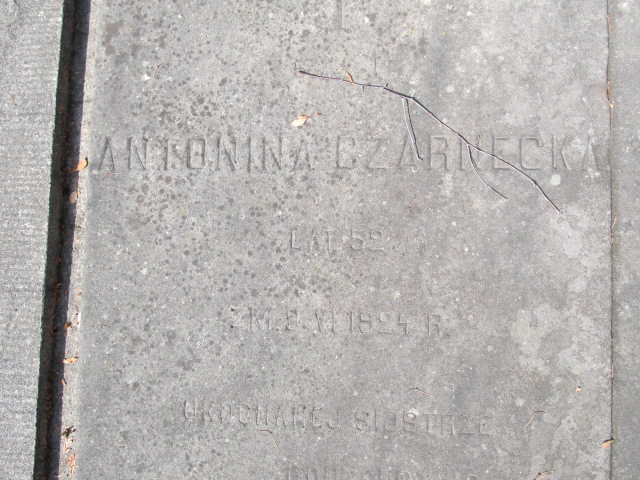 ANTONINA CZARNECKA
LAT 52
ZM. 8 VI 1924 R.
UKOCHANEJ SIOSTRZE